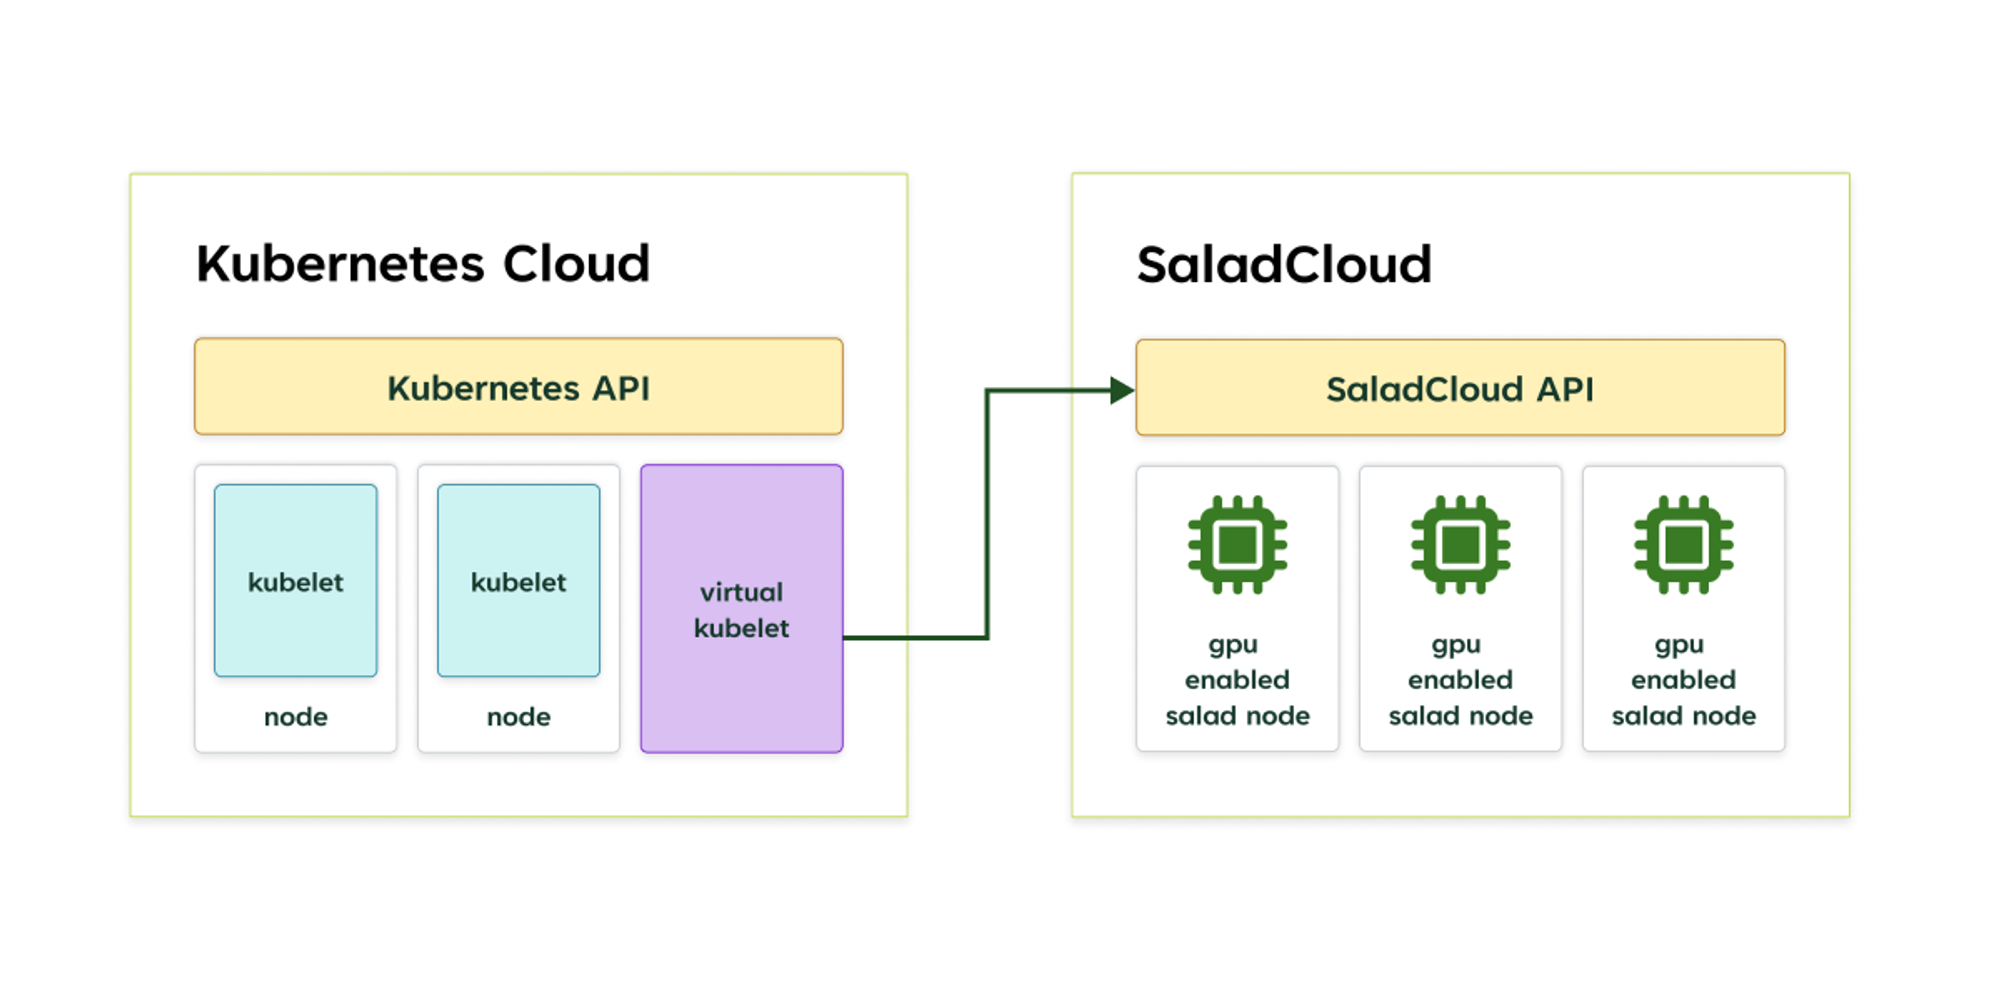 Kubernetes Cloud
Kubernetes API
kubelet
node
kubelet
node
virtual
kubelet
SaladCloud
SaladCloud API
gpu
enabled
salad node
gpu
enabled
salad node
gpu
enabled
salad node